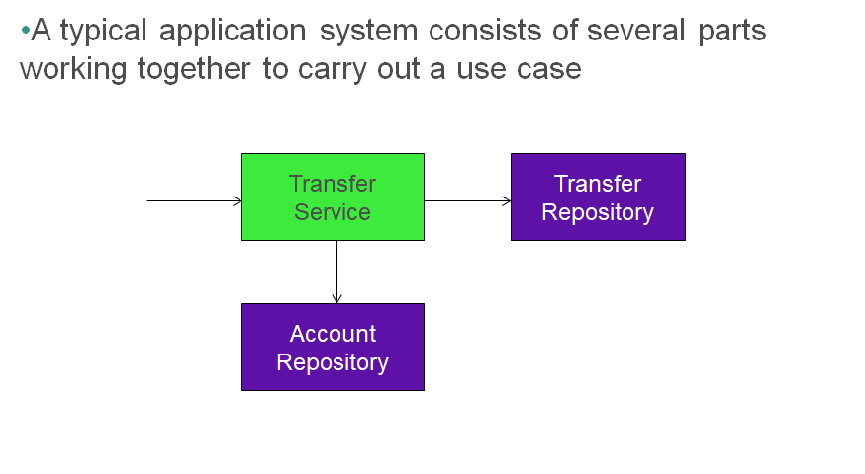 •A typical application system consists of several parts
working together to carry out a use case
Transfer
Service
Transfer
Repository
Account
Repository